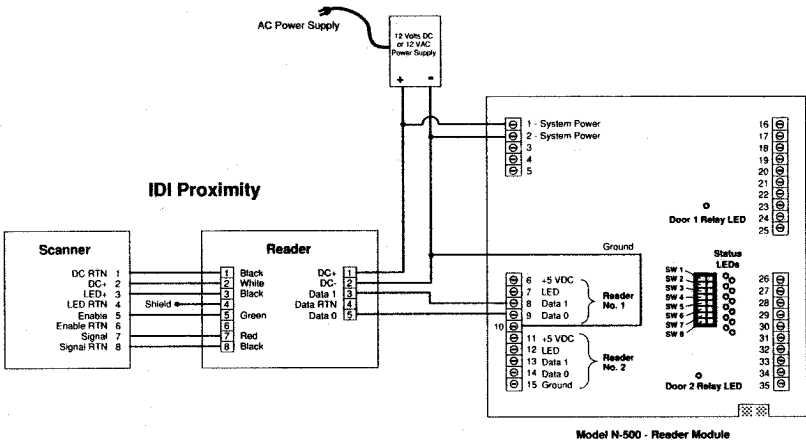 AC Power Supply
12 Volts DC
or 12 VAC
Power Supply
+ -
1 - System Power
2 - System Power
3
4
5
16
17
18
19
20
21
22
23
24
25
Door 1 Relay LED
IDI Proximity
Scanner
DC RTN 1
DC+ 2
LED+ 3
LED RTN 4
Enable 5
Enable RTN 6
Signal 7
Signal RTN 8
Shield
Reader
1 Black
2 White
3 Black
4
5 Green
6
7 Red
8 Black
DC+ 1
DC- 2
Data 1 3
Data RTN 4
Data 0 5
Ground
6 +5 VDC
7 LED
8 Data 1
9 Data 0
10
Reader
No. 1
11 +5 VDC
12 LED
13 Data 1
14 Data 0
15 Ground
Reader
No. 2
Status
LEDs
SW 1
SW 2
SW 3
SW 4
SW 5
SW 6
SW 7
SW 8
26
27
28
29
30
31
32
33
34
35
Door 2 Relay LED
Model N-500 - Reader Module